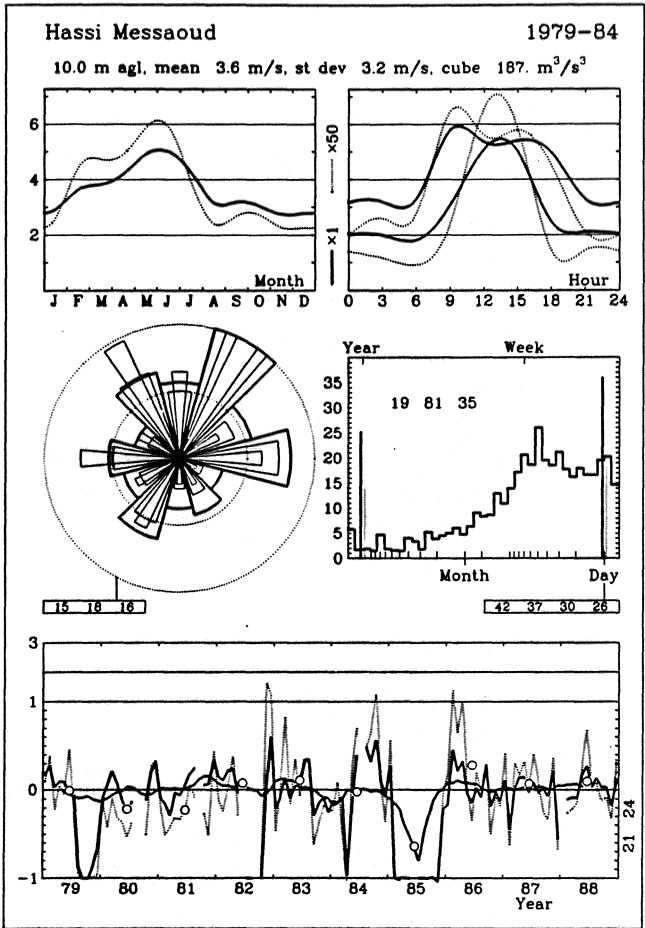 Hassi Messaoud 1979-84
10.0 m agl, mean 3.6 m/s, st dev 3.2 m/s, cube 187. m³/s³
6
4
2
Month
J F M A M J J A S O N D
×1 ×50
Hour
0 3 6 9 12 15 18 21 24
Year Week
35
30
25
20
15
10
5
0
19 81 35
Month Day
15 18 16
42 37 30 26
3
1
0
-1
79 80 81 82 83 84 85 86 87 88
Year
21 24